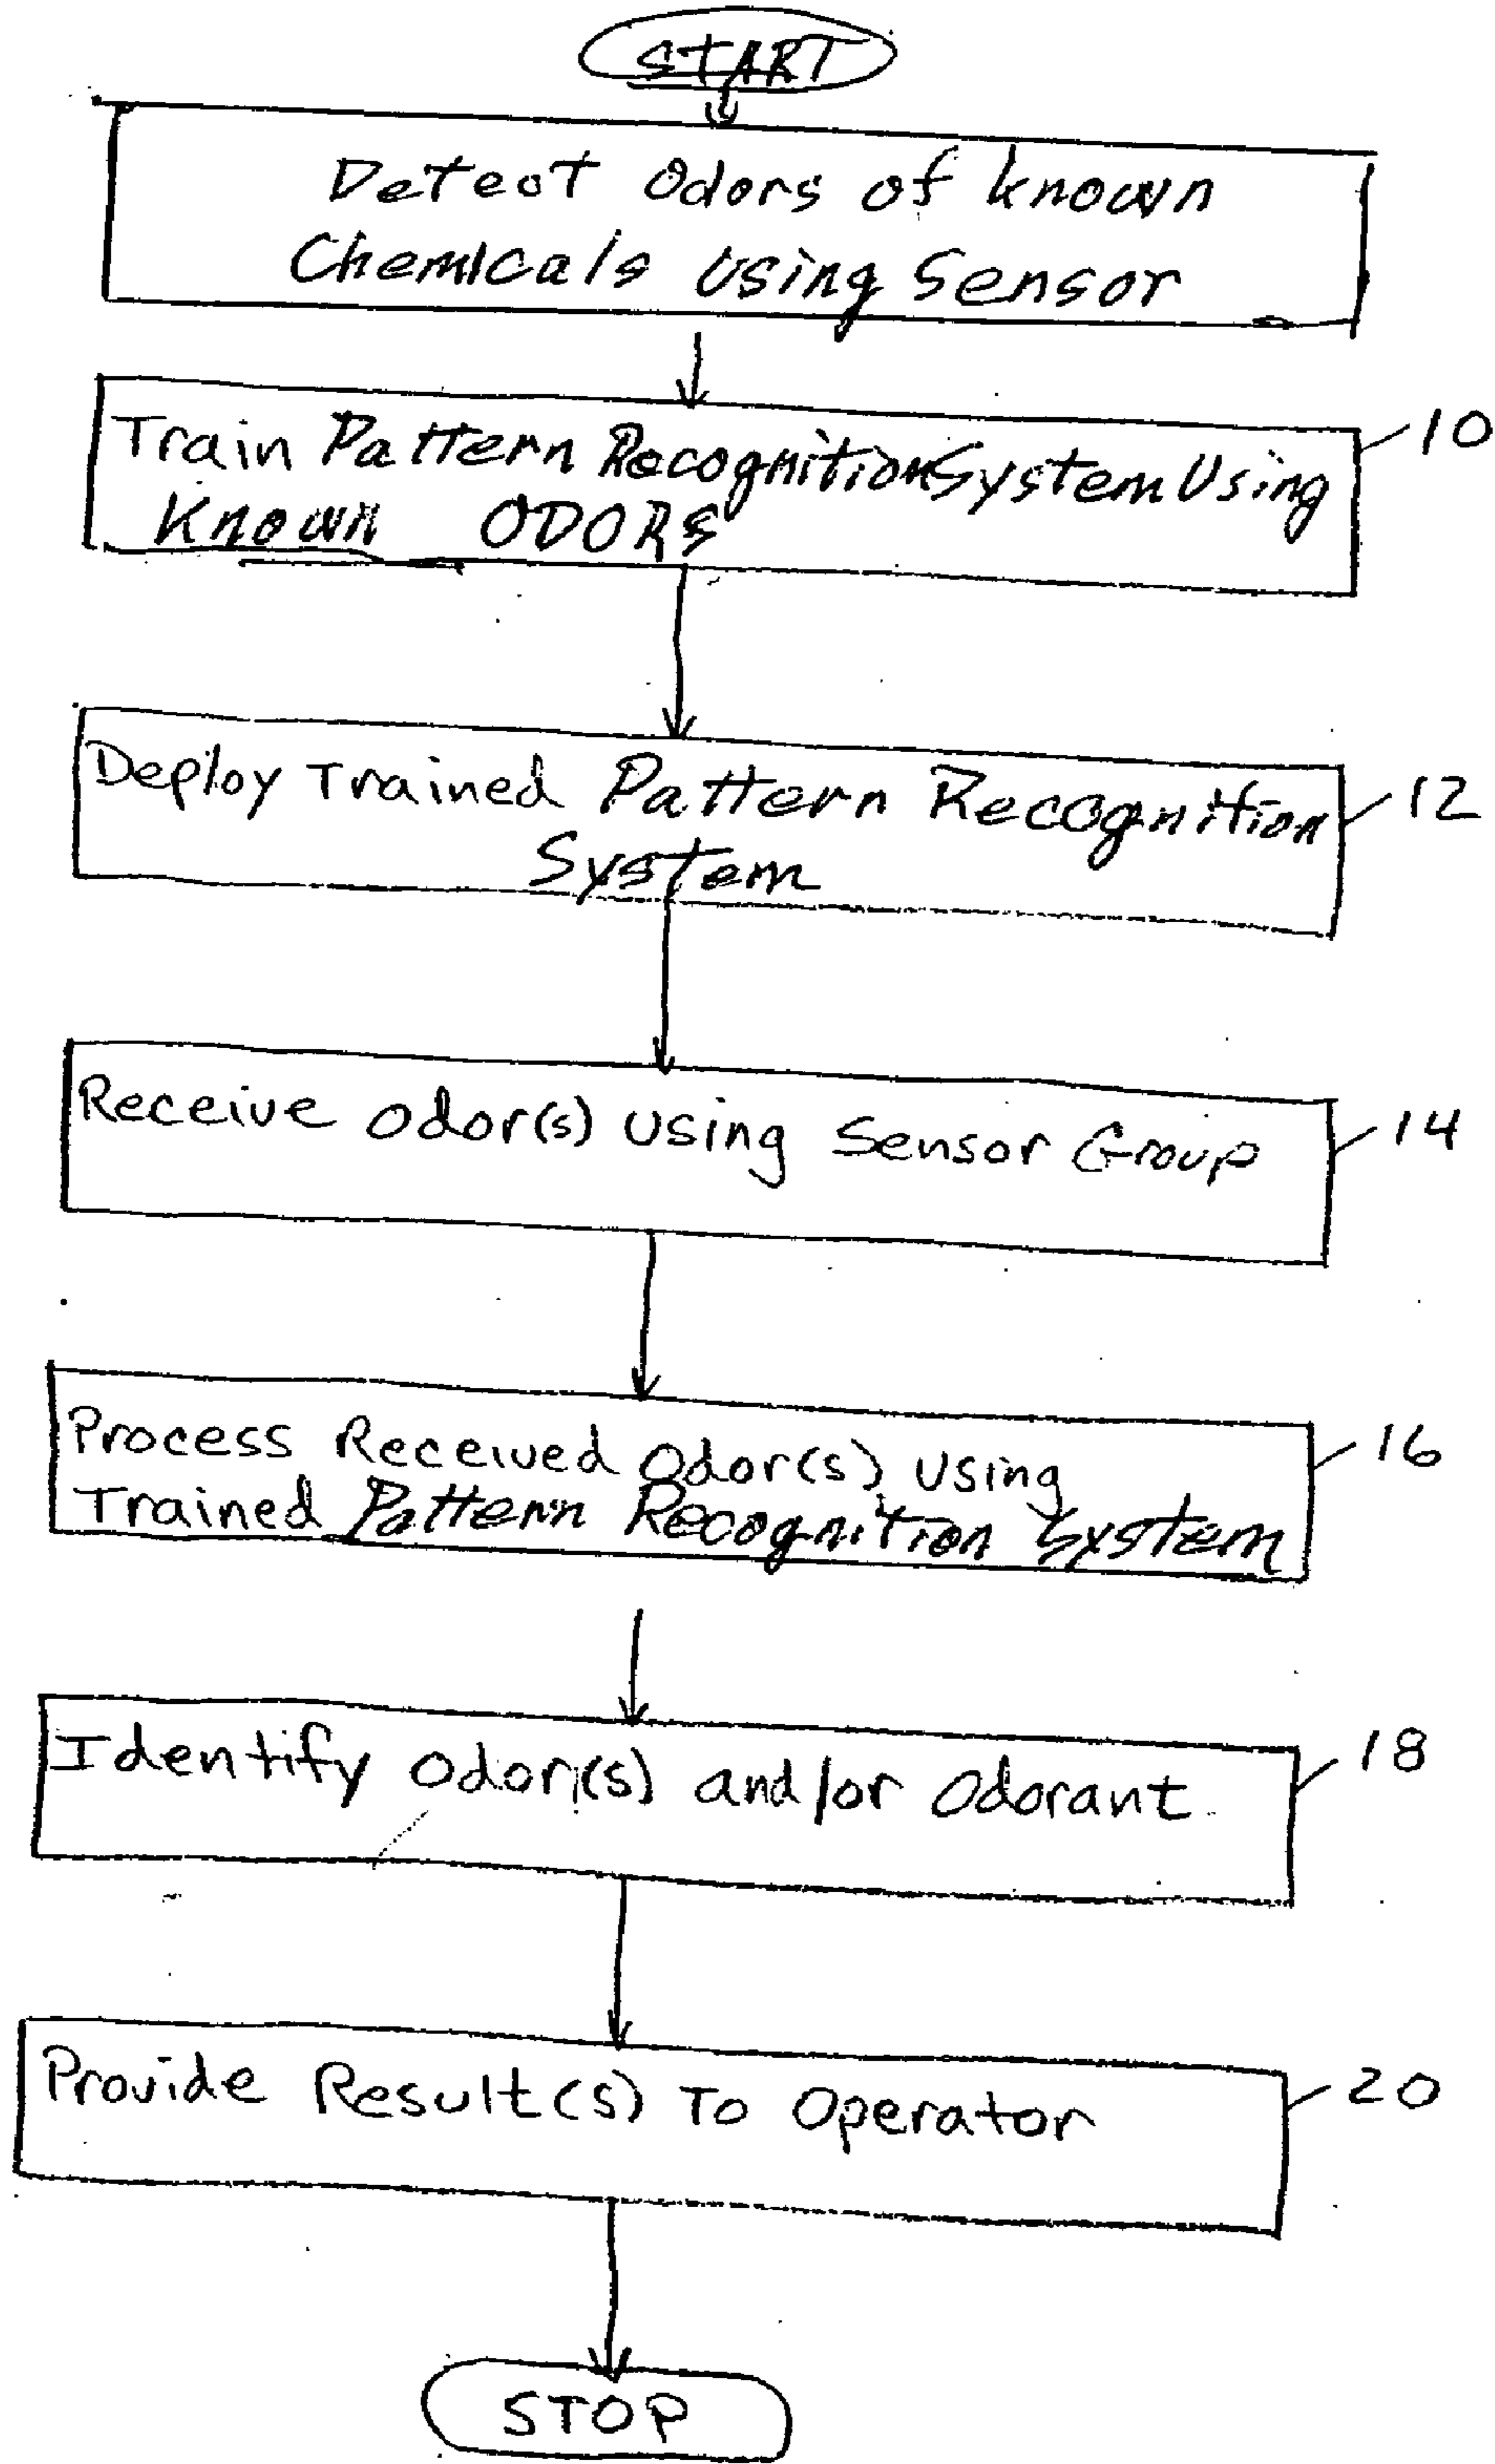 START
Detect Odors of known
Chemicals Using Sensor
Train Pattern Recognition System Using
Known ODORS
10
Deploy Trained Pattern Recognition
System
12
Receive Odor(s) Using Sensor Group
14
Process Received Odor(s) Using
Trained Pattern Recognition System
16
Identify Odor(s) and/or Odorant
18
Provide Result(s) To Operator
20
STOP